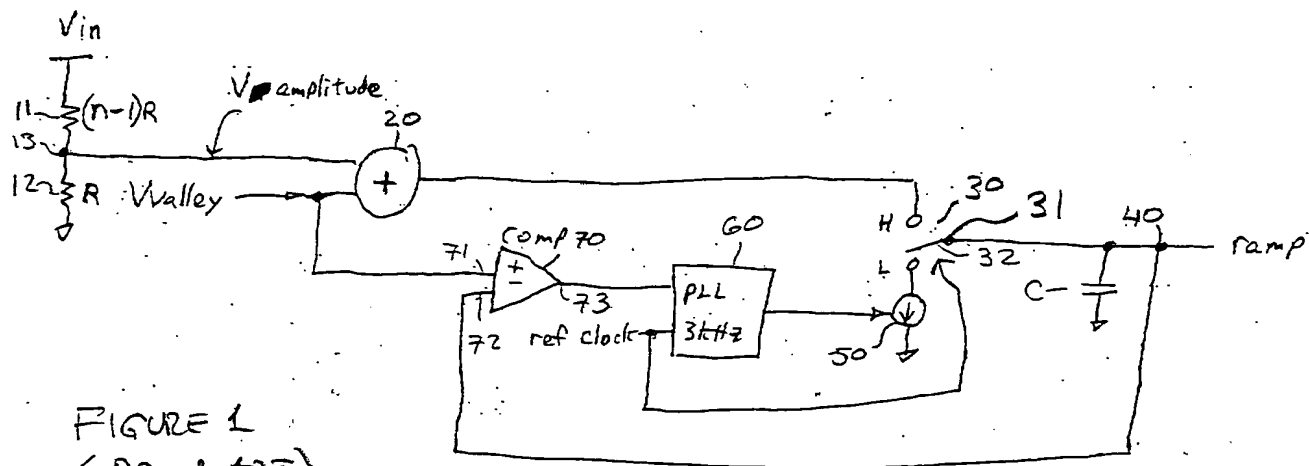 Vin
V amplitude
11 (n-1)R
20
13
+
12 R Vvalley
30
31
H
40
60
ramp
comp 70
32
71
+
L
-
PLL
C
73
72
ref clock
3kHz
50
FIGURE 1